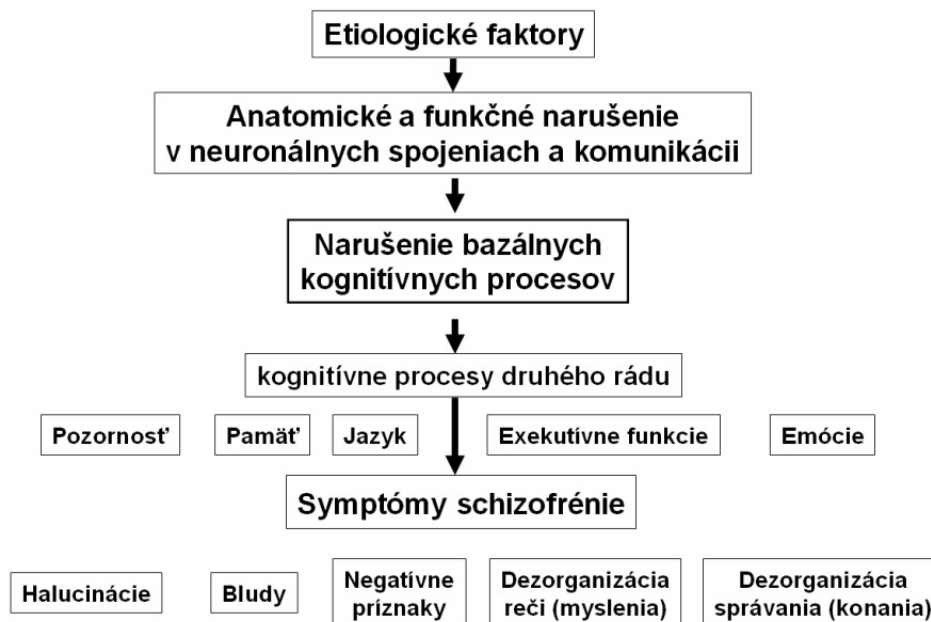 Etiologické faktory
Anatomické a funkčné narušenie
v neuronálnych spojeniach a komunikácii
Narušenie bazálnych
kognitívnych procesov
kognitívne procesy druhého rádu
Pozornosť
Pamäť
Jazyk
Exekutívne funkcie
Emócie
Symptómy schizofrénie
Halucinácie
Bludy
Negatívne
príznaky
Dezorganizácia
reči (myslenia)
Dezorganizácia
správania (konania)